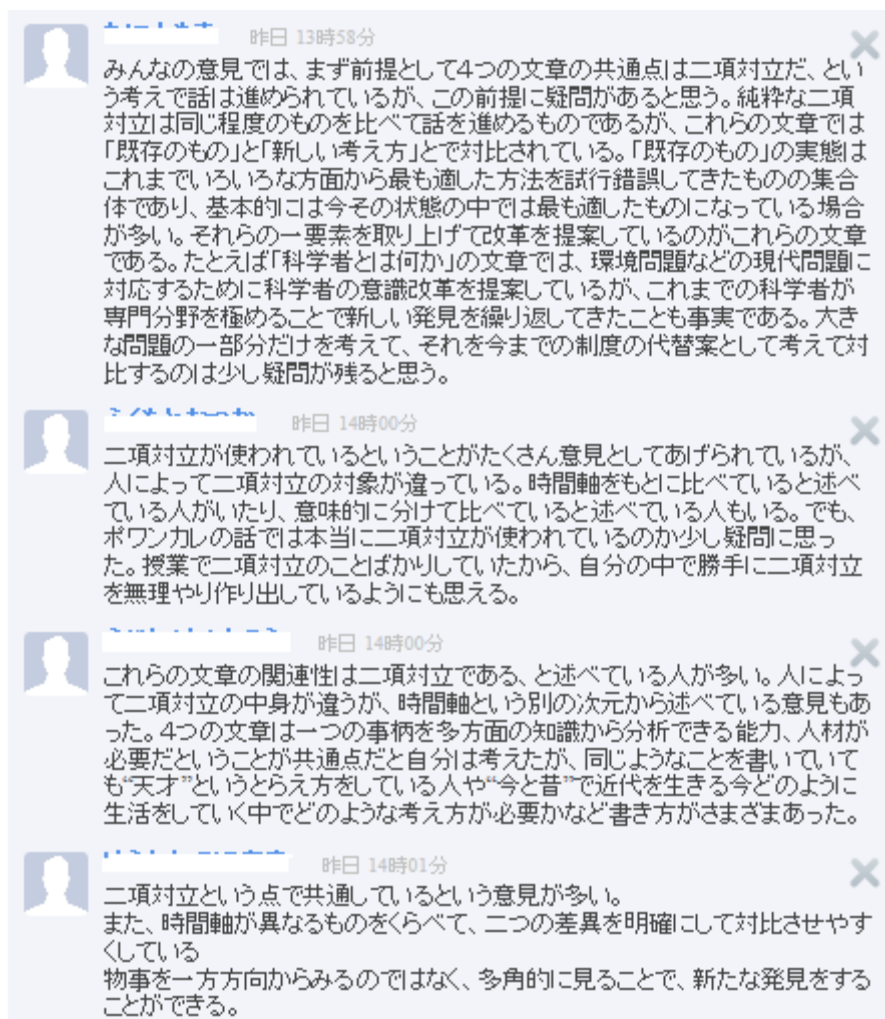 昨日 13時58分
みんなの意見では、まず前提として4つの文章の共通点は二項対立だ、とい
う考えで話は進められているが、この前提に疑問があると思う。純粋な二項
対立は同じ程度のものを比べて話を進めるものであるが、これらの文章では
「既存のもの」と「新しい考え方」とで対比されている。「既存のもの」の実態は
これまでいろいろな方面から最も適した方法を試行錯誤してきたものの集合
体であり、基本的には今その状態の中では最も適したものになっている場合
が多い。それらの一要素を取り上げて改革を提案しているのがこれらの文章
である。たとえば「科学者とは何か」の文章では、環境問題などの現代問題に
対応するために科学者の意識改革を提案しているが、これまでの科学者が
専門分野を極めることで新しい発見を繰り返してきたことも事実である。大き
な問題の一部分だけを考えて、それを今までの制度の代替案として考えて対
比するのは少し疑問が残ると思う。
昨日 14時00分
二項対立が使われているということがたくさん意見としてあげられているが、
人によって二項対立の対象が違っている。時間軸をもとに比べていると述べ
ている人がいたり、意味的に分けて比べていると述べている人もいる。でも、
ポワンカレの話では本当に二項対立が使われているのか少し疑問に思っ
た。授業で二項対立のことばかりしていたから、自分の中で勝手に二項対立
を無理やり作り出しているようにも思える。
昨日 14時00分
これらの文章の関連性は二項対立である、と述べている人が多い。人によっ
て二項対立の中身が違うが、時間軸という別の次元から述べている意見もあ
った。4つの文章は一つの事柄を多方面の知識から分析できる能力、人材が
必要だということが共通点だと自分は考えたが、同じようなことを書いていて
も“天才”というとらえ方をしている人や“今と昔”で近代を生きる今どのように
生活をしていく中でどのような考え方が必要かなど書き方がさまざまあった。
昨日 14時01分
二項対立という点で共通しているという意見が多い。
また、時間軸が異なるものをくらべて、二つの差異を明確にして対比させやす
くしている
物事を一方方向からみるのではなく、多角的に見ることで、新たな発見をする
ことができる。